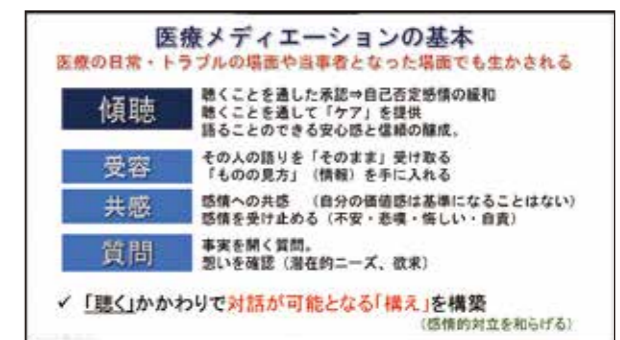 医療メディエーションの基本
医療の日常・トラブルの場面や当事者となった場面でも生かされる
傾聴
聴くことを通した承認⇒自己否定感情の緩和
聴くことを通して「ケア」を提供
語ることのできる安心感と信頼の醸成。
受容
その人の語りを「そのまま」受け取る
「ものの見方」（情報）を手に入れる
共感
感情への共感　（自分の価値感は基準になることはない）
感情を受け止める（不安・悲嘆・悔しい・自責）
質問
事実を開く質問。
想いを確認（潜在的ニーズ、欲求）
✓ 「聴く」かかわりで対話が可能となる「構え」を構築
（感情的対立を和らげる）